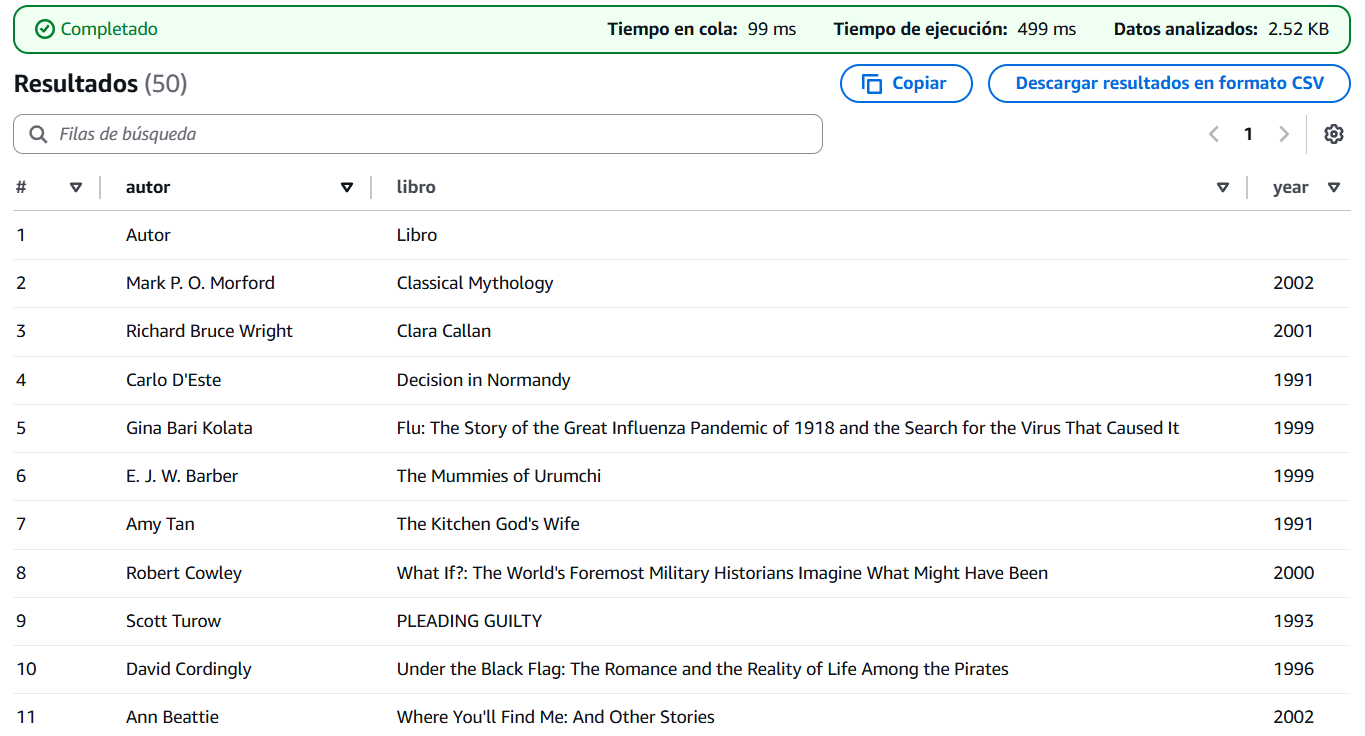 Completado Tiempo en cola: 99 ms Tiempo de ejecución: 499 ms Datos analizados: 2.52 KB
Resultados (50) Copiar Descargar resultados en formato CSV
Filas de búsqueda 1
# autor libro year
1 Autor Libro
2 Mark P. O. Morford Classical Mythology 2002
3 Richard Bruce Wright Clara Callan 2001
4 Carlo D'Este Decision in Normandy 1991
5 Gina Bari Kolata Flu: The Story of the Great Influenza Pandemic of 1918 and the Search for the Virus That Caused It 1999
6 E. J. W. Barber The Mummies of Urumchi 1999
7 Amy Tan The Kitchen God's Wife 1991
8 Robert Cowley What If?: The World's Foremost Military Historians Imagine What Might Have Been 2000
9 Scott Turow PLEADING GUILTY 1993
10 David Cordingly Under the Black Flag: The Romance and the Reality of Life Among the Pirates 1996
11 Ann Beattie Where You'll Find Me: And Other Stories 2002